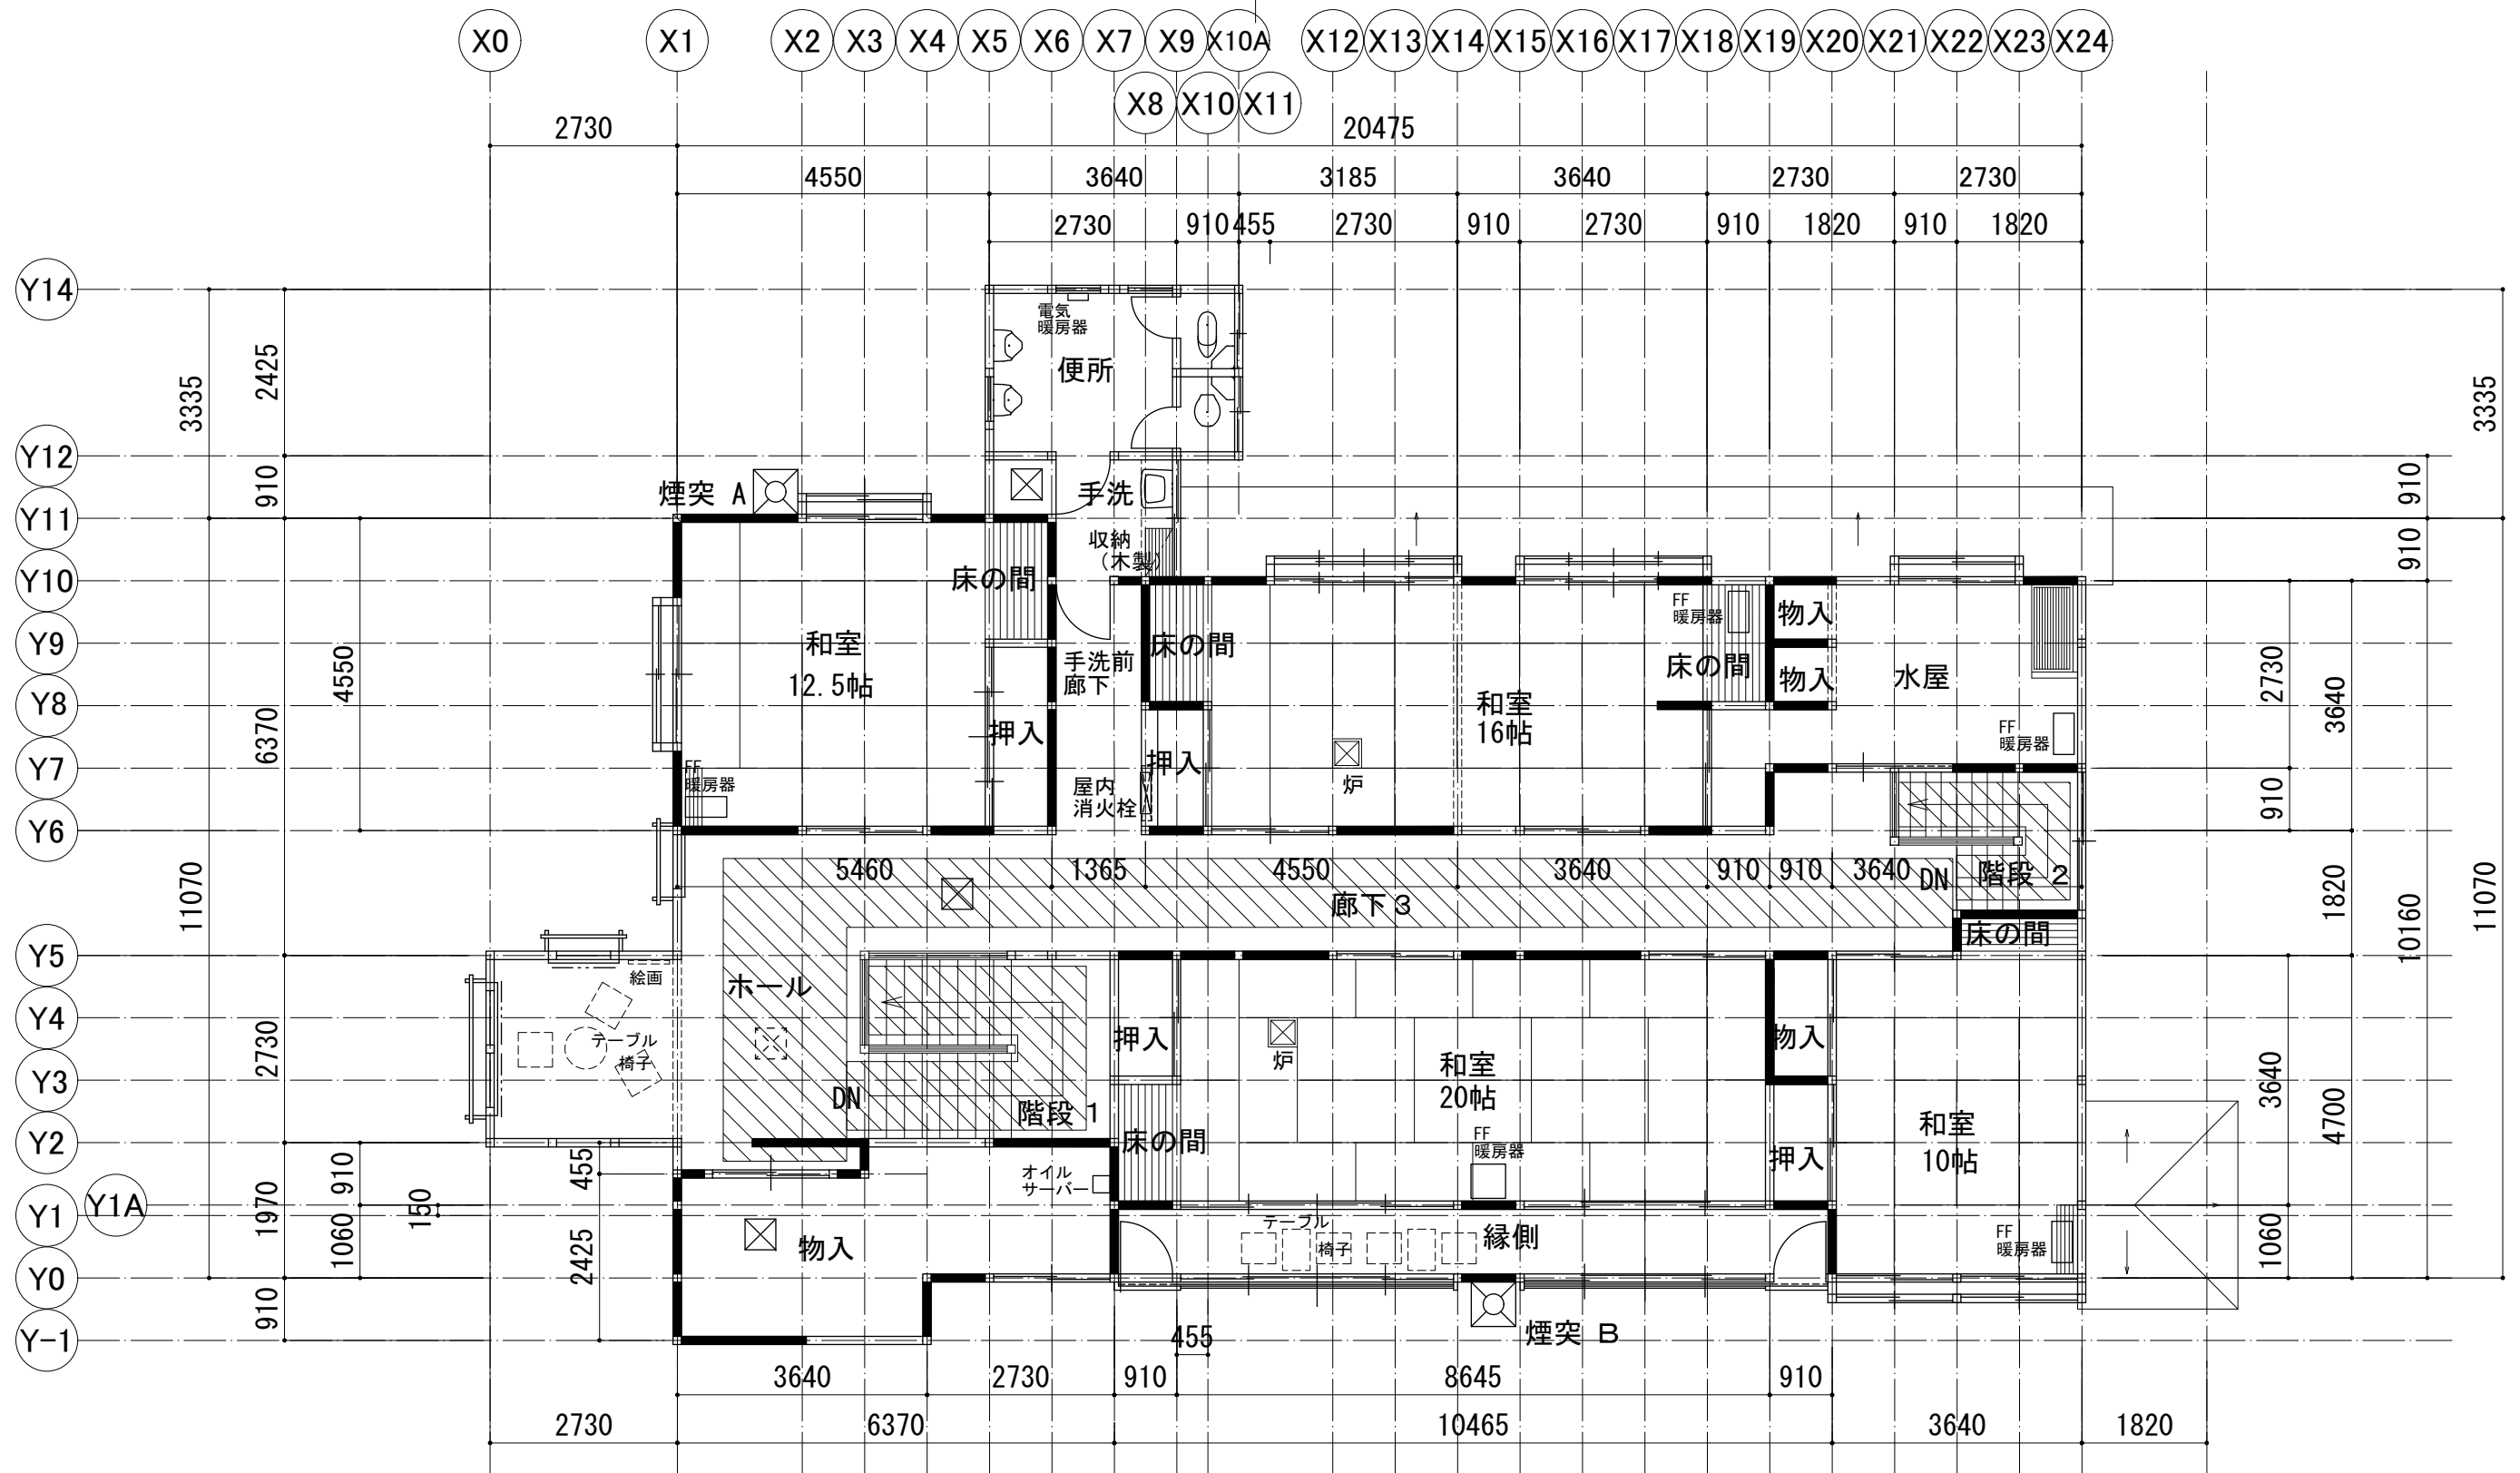 X0 X1 X2 X3 X4 X5 X6 X7 X9 X10A X12 X13 X14 X15 X16 X17 X18 X19 X20 X21 X22 X23 X24
X8 X10 X11
2730 20475
4550 3640 3185 3640 2730 2730
2730 910 455 2730 910 2730 910 1820 910 1820
Y14
Y12
Y11
Y10
Y9
Y8
Y7
Y6
Y5
Y4
Y3
Y2
Y1A
Y1
Y0
Y-1
3335
11070
2425
910
6370
2730
1970
910
4550
910
1060
150
455
2425
電気
暖房器
便所
煙突 A
手洗
収納
(木製)
床の間
和室
12.5帖
押入
FF
暖房器
手洗前
廊下
屋内
消火栓
床の間
押入
和室
16帖
炉
FF
暖房器
床の間
物入
物入
水屋
FF
暖房器
5460 1365 4550 3640 910 910 3640
DN
階段 2
廊下3
床の間
絵画
テーブル
椅子
ホール
DN
階段 1
オイル
サーバー
物入
押入
床の間
炉
和室
20帖
FF
暖房器
物入
押入
和室
10帖
FF
暖房器
テーブル
椅子
縁側
煙突 B
455
3640 2730 910 8645 910
2730 6370 10465 3640 1820
2730
910
3640
1060
3640
1820
4700
910
910
10160
3335
11070